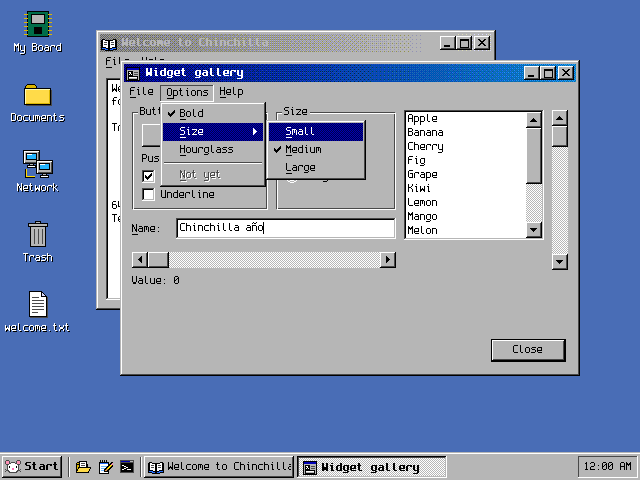 My Board
Documents
Network
Trash
welcome.txt
Welcome to Chinchilla
File Help
Widget gallery
File Options Help
Bold
Size
Hourglass
Not yet
Small
Medium
Large
Size
Underline
Name:
Chinchilla año
Value: 0
Apple
Banana
Cherry
Fig
Grape
Kiwi
Lemon
Mango
Melon
Close
Start
Welcome to Chinchilla
Widget gallery
12:00 AM